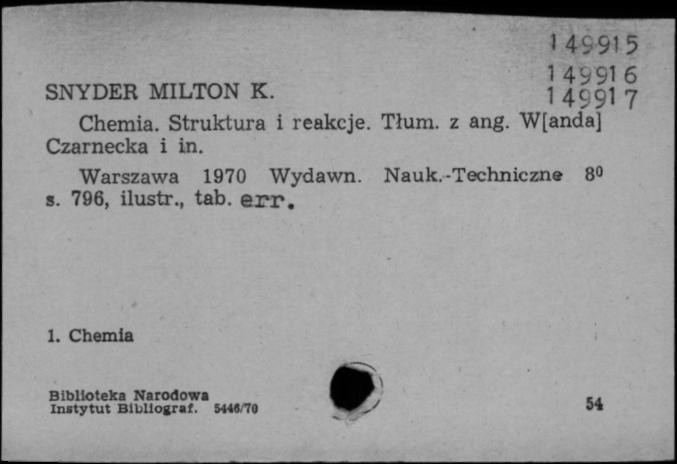 149915
149916
SNYDER MILTON K. 149917
Chemia. Struktura i reakcje. Tłum. z ang. W[anda]
Czarnecka i in.
Warszawa 1970 Wydawn. Nauk.-Techniczne 8⁰
s. 796, ilustr., tab. err.
1. Chemia
Biblioteka Narodowa
Instytut Bibliograf. 5446/70 54